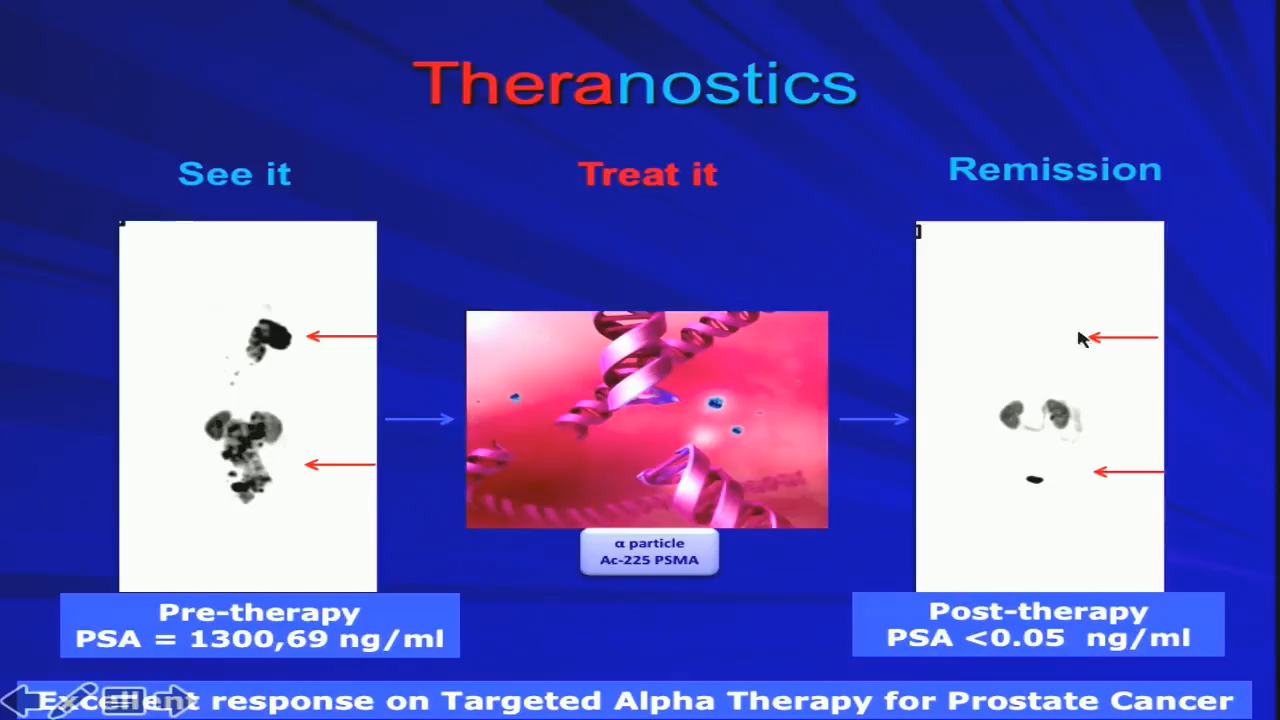 Theranostics
See it
Treat it
Remission
α particle
Ac-225 PSMA
Pre-therapy
PSA = 1300,69 ng/ml
Post-therapy
PSA <0.05 ng/ml
Excellent response on Targeted Alpha Therapy for Prostate Cancer